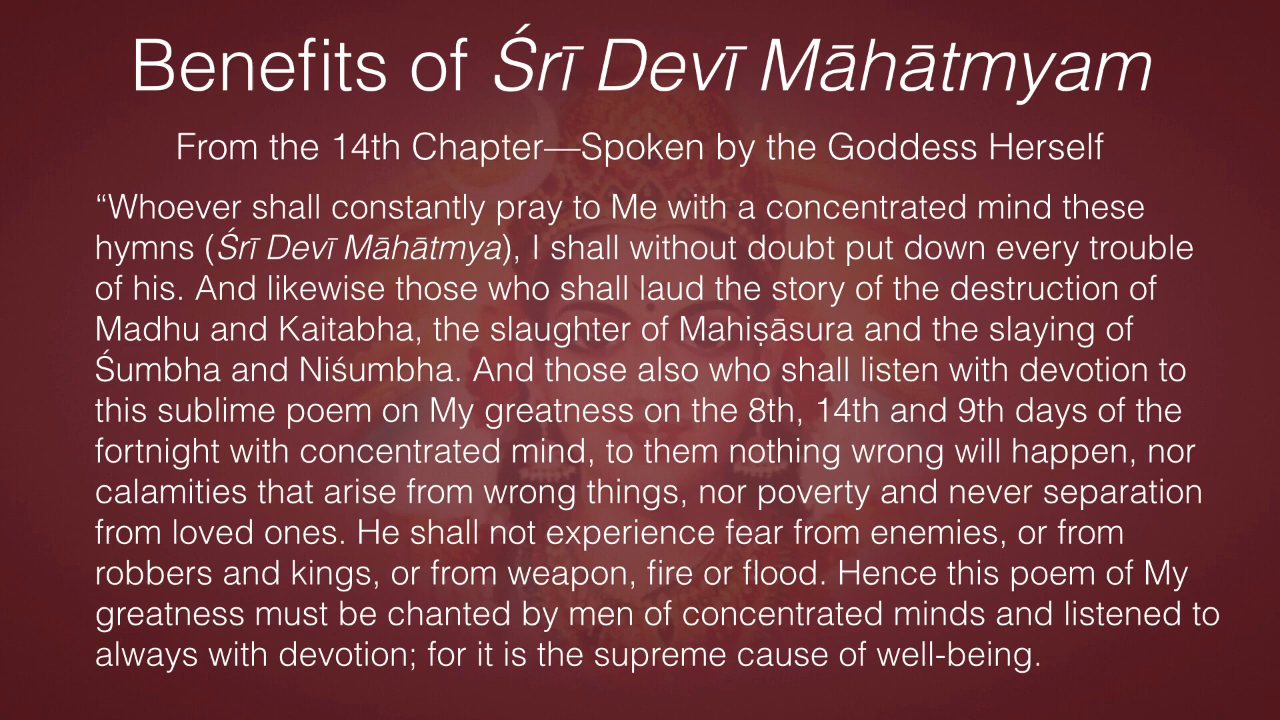 Benefits of Śrī Devī Māhātmyam
From the 14th Chapter—Spoken by the Goddess Herself
“Whoever shall constantly pray to Me with a concentrated mind these
hymns (Śrī Devī Māhātmya), I shall without doubt put down every trouble
of his. And likewise those who shall laud the story of the destruction of
Madhu and Kaitabha, the slaughter of Mahiṣāsura and the slaying of
Śumbha and Niśumbha. And those also who shall listen with devotion to
this sublime poem on My greatness on the 8th, 14th and 9th days of the
fortnight with concentrated mind, to them nothing wrong will happen, nor
calamities that arise from wrong things, nor poverty and never separation
from loved ones. He shall not experience fear from enemies, or from
robbers and kings, or from weapon, fire or flood. Hence this poem of My
greatness must be chanted by men of concentrated minds and listened to
always with devotion; for it is the supreme cause of well-being.